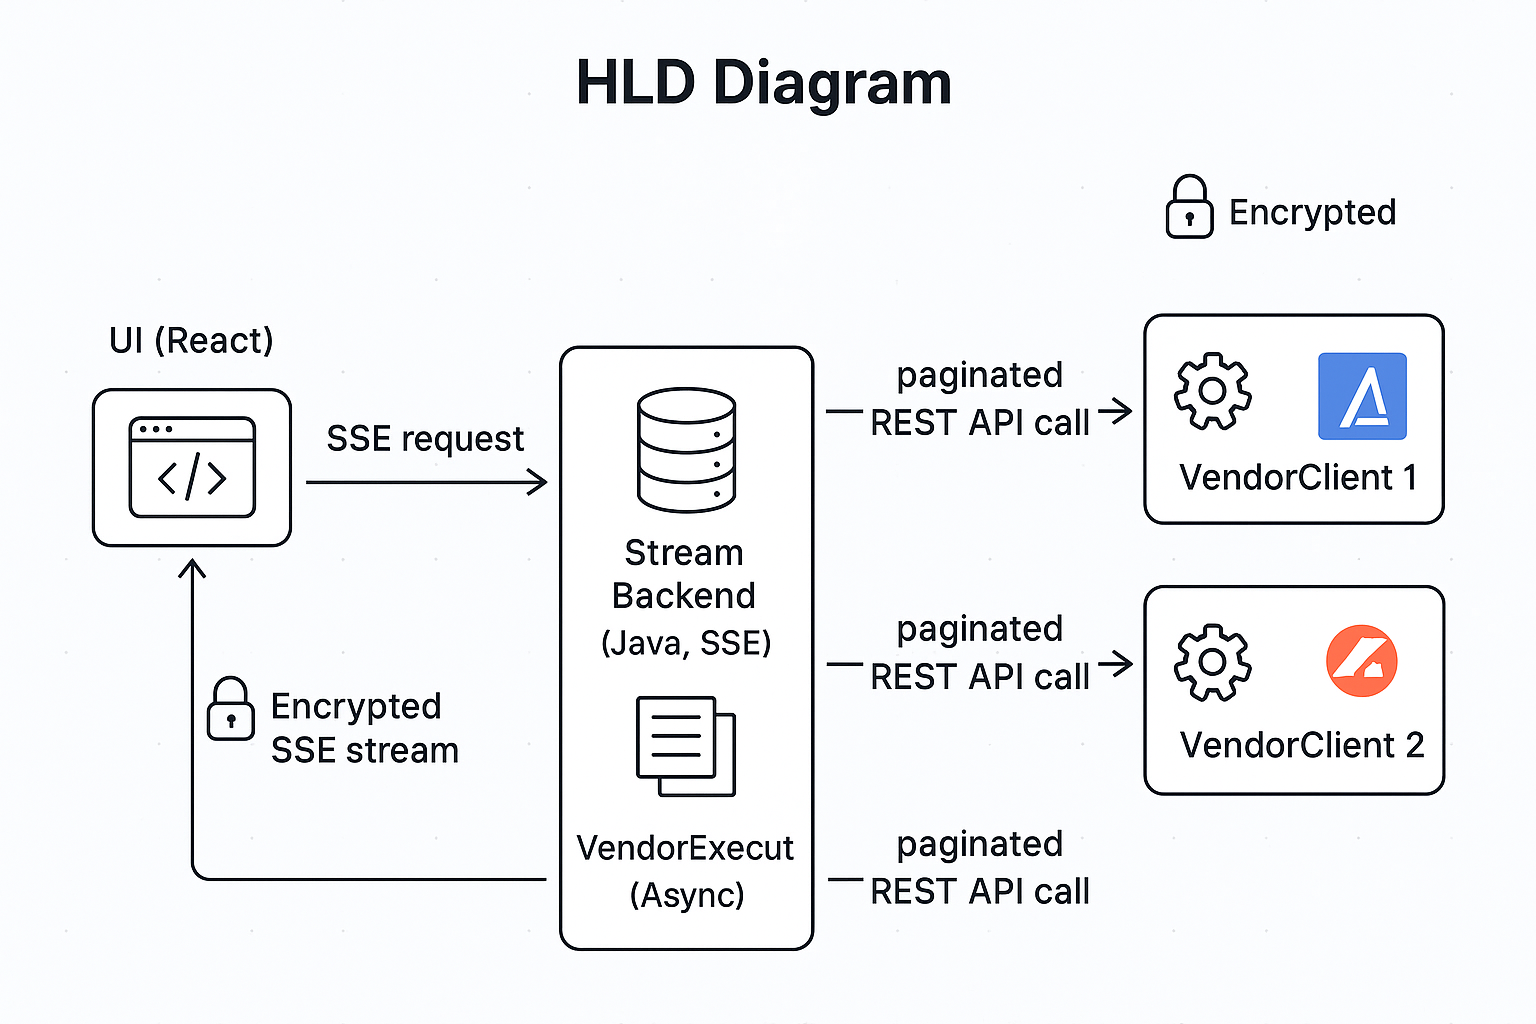 HLD Diagram
Encrypted
UI (React)
</>
SSE request
Encrypted
SSE stream
Stream
Backend
(Java, SSE)
VendorExecut
(Async)
paginated
REST API call
VendorClient 1
paginated
REST API call
VendorClient 2
paginated
REST API call